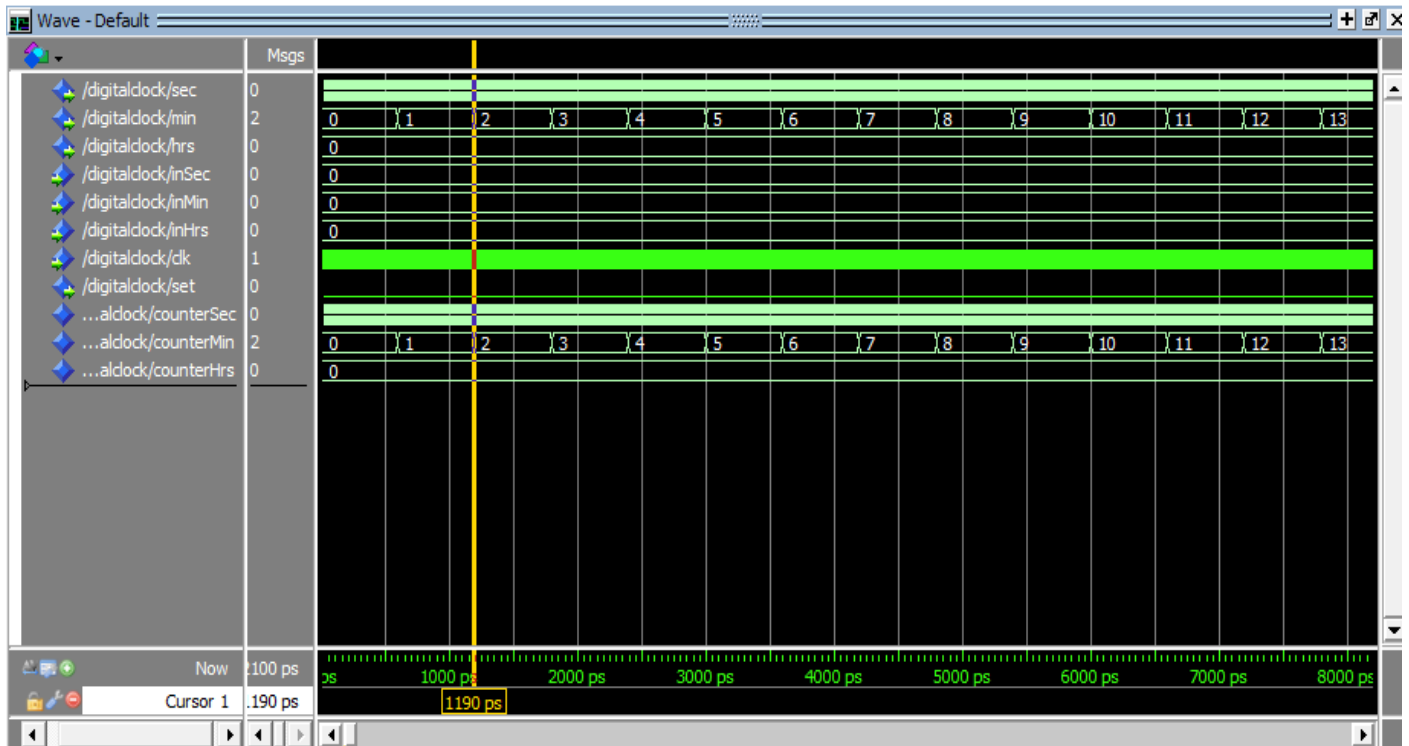 Wave - Default
Msgs
/digitalclock/sec 0
/digitalclock/min 2 0 1 2 3 4 5 6 7 8 9 10 11 12 13
/digitalclock/hrs 0 0
/digitalclock/inSec 0 0
/digitalclock/inMin 0 0
/digitalclock/inHrs 0 0
/digitalclock/clk 1
/digitalclock/set 0
...alclock/counterSec 0
...alclock/counterMin 2 0 1 2 3 4 5 6 7 8 9 10 11 12 13
...alclock/counterHrs 0 0
Now 100 ps ps 1000 ps 2000 ps 3000 ps 4000 ps 5000 ps 6000 ps 7000 ps 8000 ps
Cursor 1 .190 ps 1190 ps